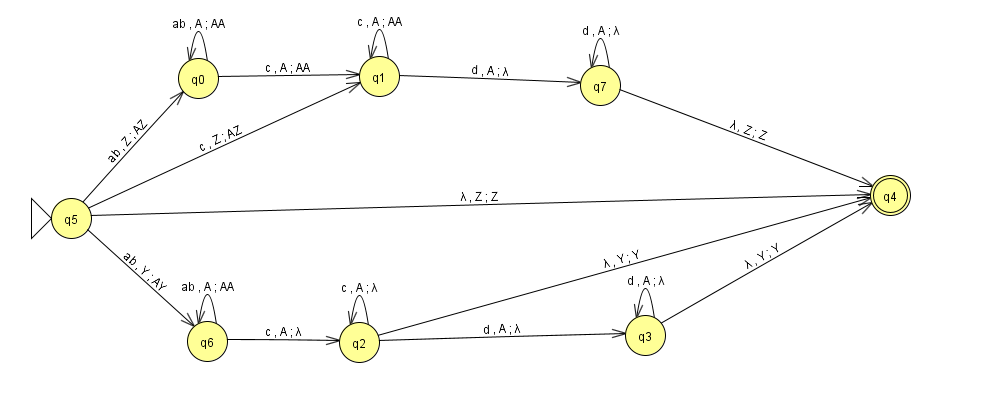 ab , A ; AA
c , A ; AA
d , A ; λ
q0
c , A ; AA
q1
d , A ; λ
q7
ab , Z ; AZ
c , Z ; AZ
λ , Z ; Z
q5
λ , Z ; Z
q4
ab , Y ; AY
ab , A ; AA
c , A ; λ
λ , Y ; Y
λ , Y ; Y
d , A ; λ
q6
c , A ; λ
q2
d , A ; λ
q3